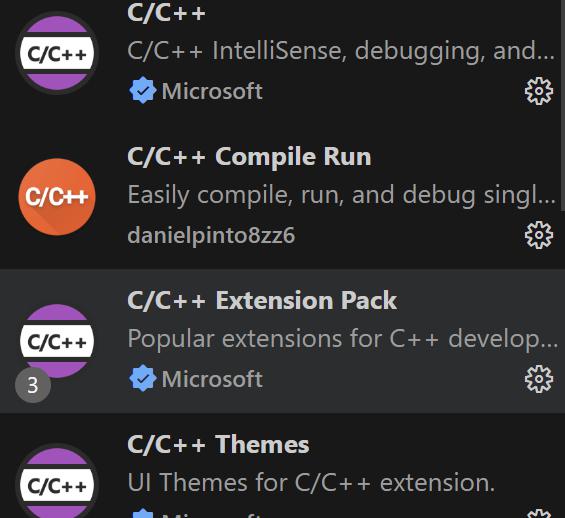 C/C++
C/C++
C/C++ IntelliSense, debugging, and...
Microsoft
C/C++ Compile Run
C/C++
Easily compile, run, and debug singl...
danielpinto8zz6
C/C++ Extension Pack
C/C++
Popular extensions for C++ develop...
3
Microsoft
C/C++ Themes
C/C++
UI Themes for C/C++ extension.
Microsoft